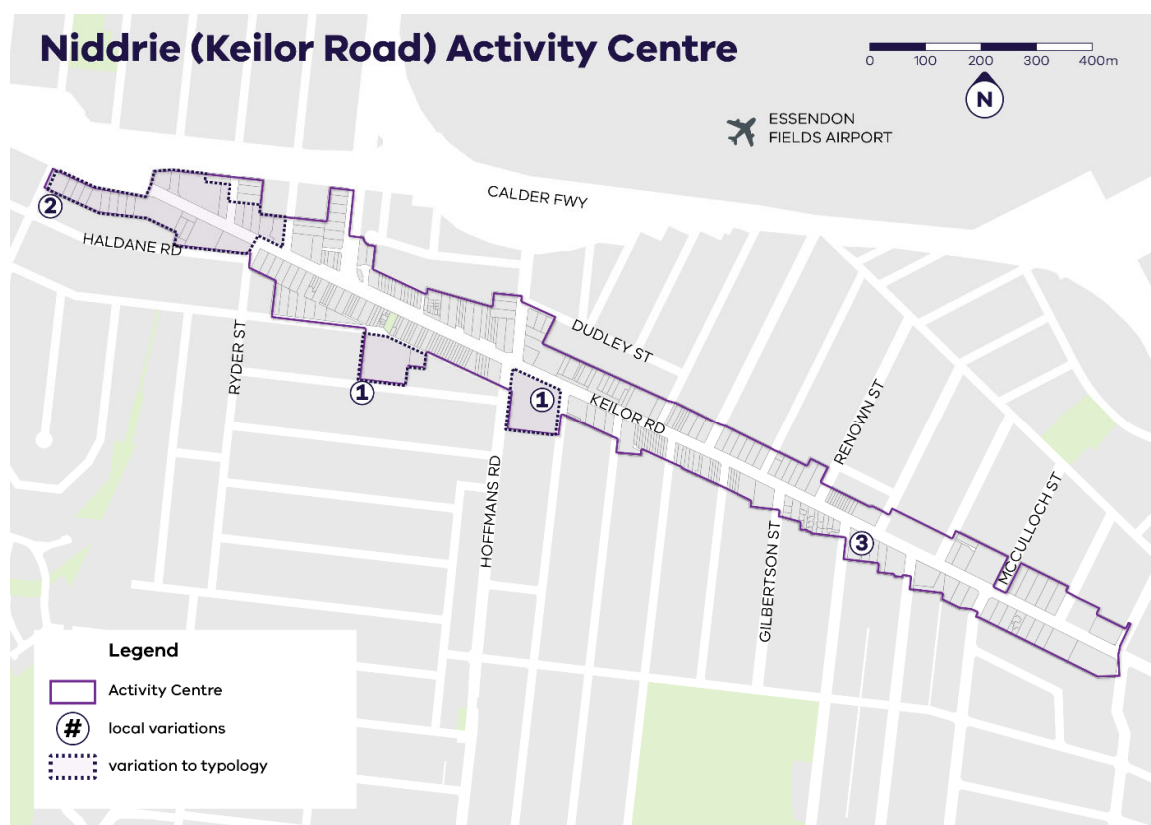 Niddrie (Keilor Road) Activity Centre
0 100 200 300 400m
N
ESSENDON
FIELDS AIRPORT
CALDER FWY
2
HALDANE RD
DUDLEY ST
RYDER ST
1
1
KEILOR RD
RENOWN ST
HOFFMANS RD
MCCULLOCH ST
3
GILBERTSON ST
Legend
Activity Centre
# local variations
variation to typology